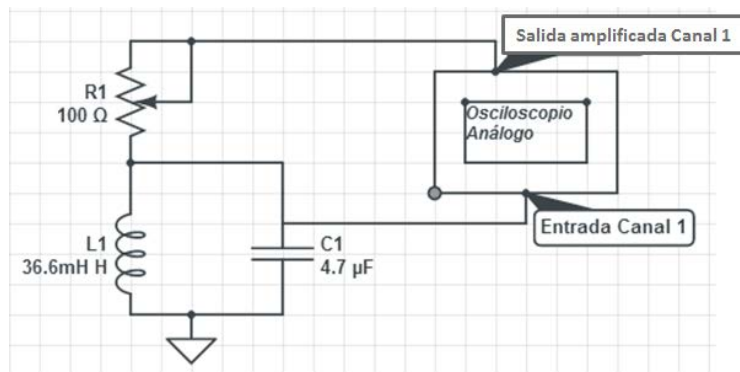 Salida amplificada Canal 1
R1
100 Ω
Osciloscopio
Análogo
Entrada Canal 1
L1
36.6mH H
C1
4.7 µF